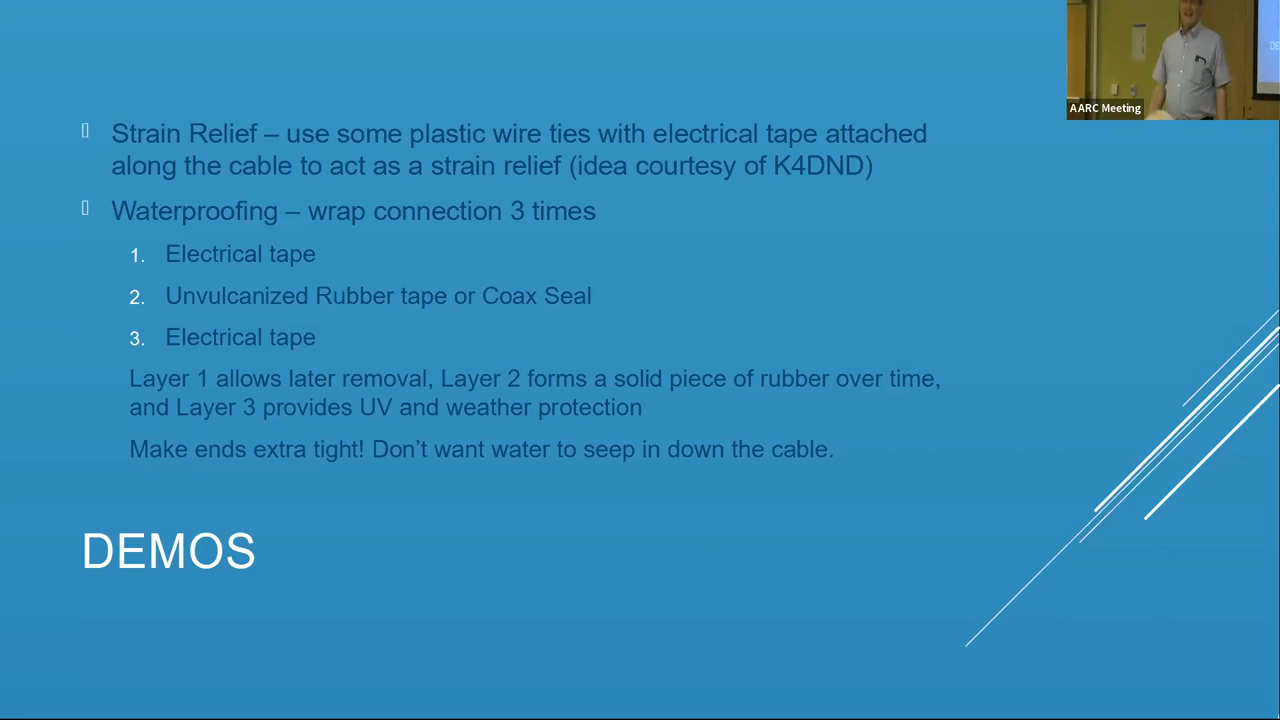 Strain Relief – use some plastic wire ties with electrical tape attached
along the cable to act as a strain relief (idea courtesy of K4DND)
Waterproofing – wrap connection 3 times
1. Electrical tape
2. Unvulcanized Rubber tape or Coax Seal
3. Electrical tape
Layer 1 allows later removal, Layer 2 forms a solid piece of rubber over time,
and Layer 3 provides UV and weather protection
Make ends extra tight! Don’t want water to seep in down the cable.
DEMOS
AARC Meeting